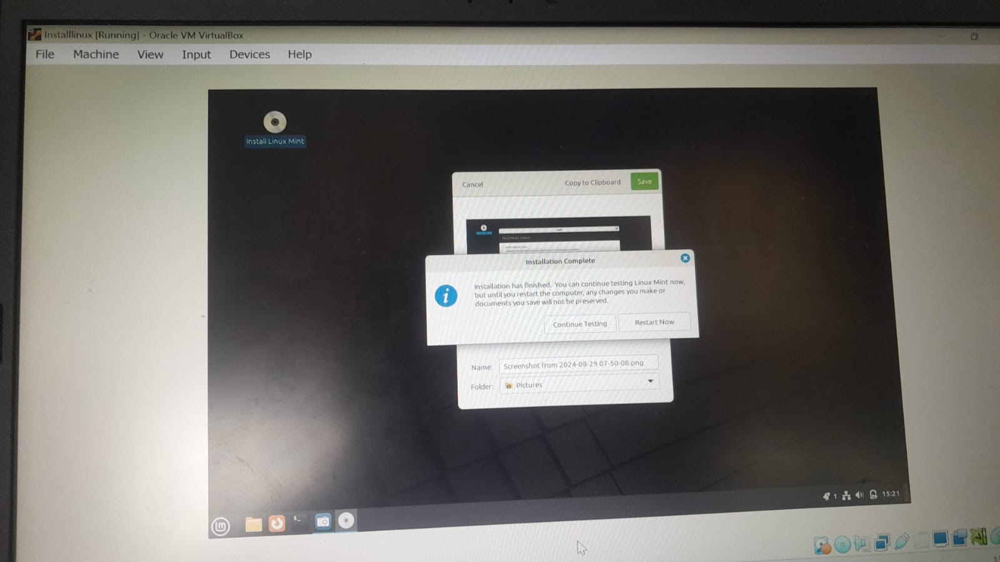 Installlinux [Running] - Oracle VM VirtualBox
File Machine View Input Devices Help
Install Linux Mint
Cancel Copy to Clipboard Save
Installation Complete
Installation has finished. You can continue testing Linux Mint now,
but until you restart the computer, any changes you make or
documents you save will not be preserved.
Continue Testing Restart Now
Name: Screenshot from 2024-08-29 07-50-08.png
Folder: Pictures
1 15:21